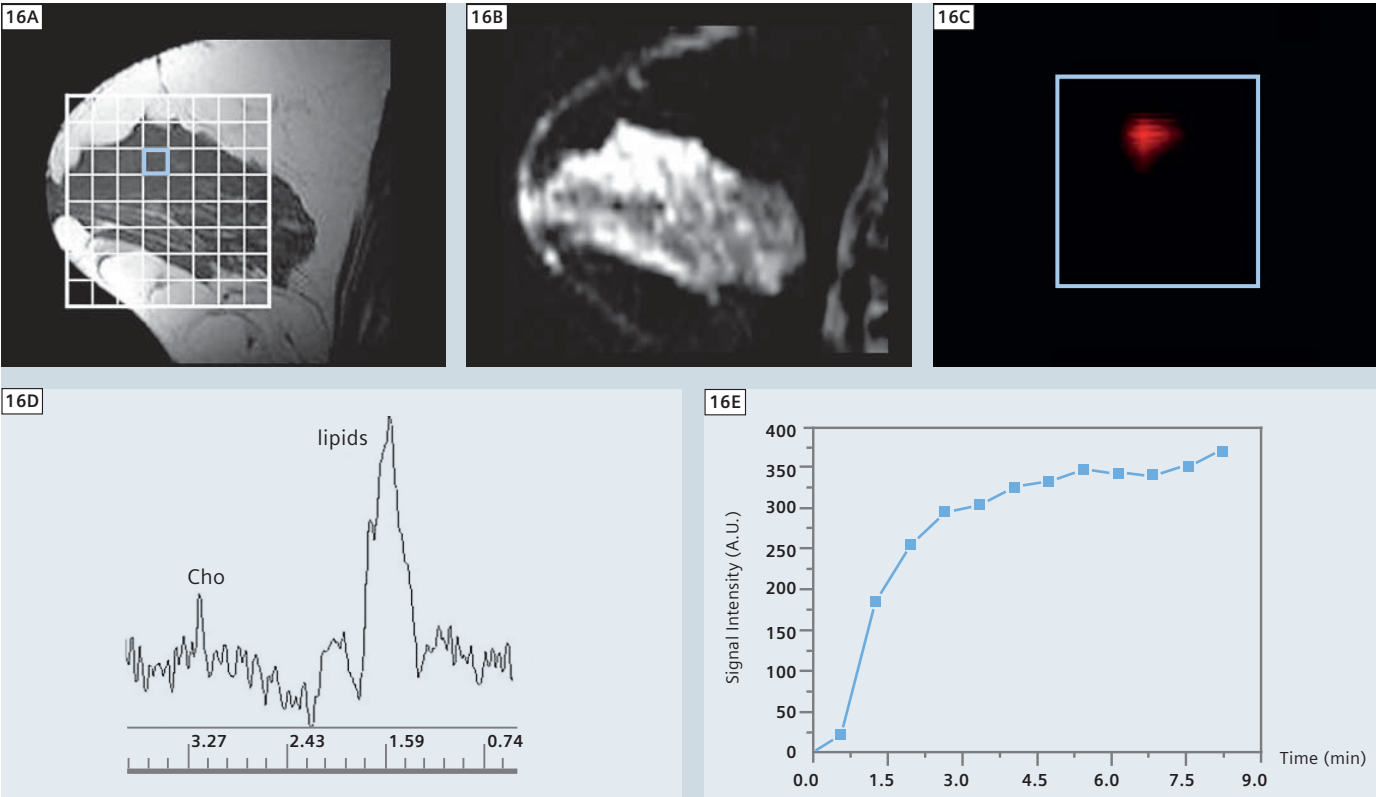 16A
16B
16C
16D
lipids
Cho
3.27 2.43 1.59 0.74
16E
400
350
300
250
200
150
100
50
0
Signal Intensity (A.U.)
0.0 1.5 3.0 4.5 6.0 7.5 9.0
Time (min)